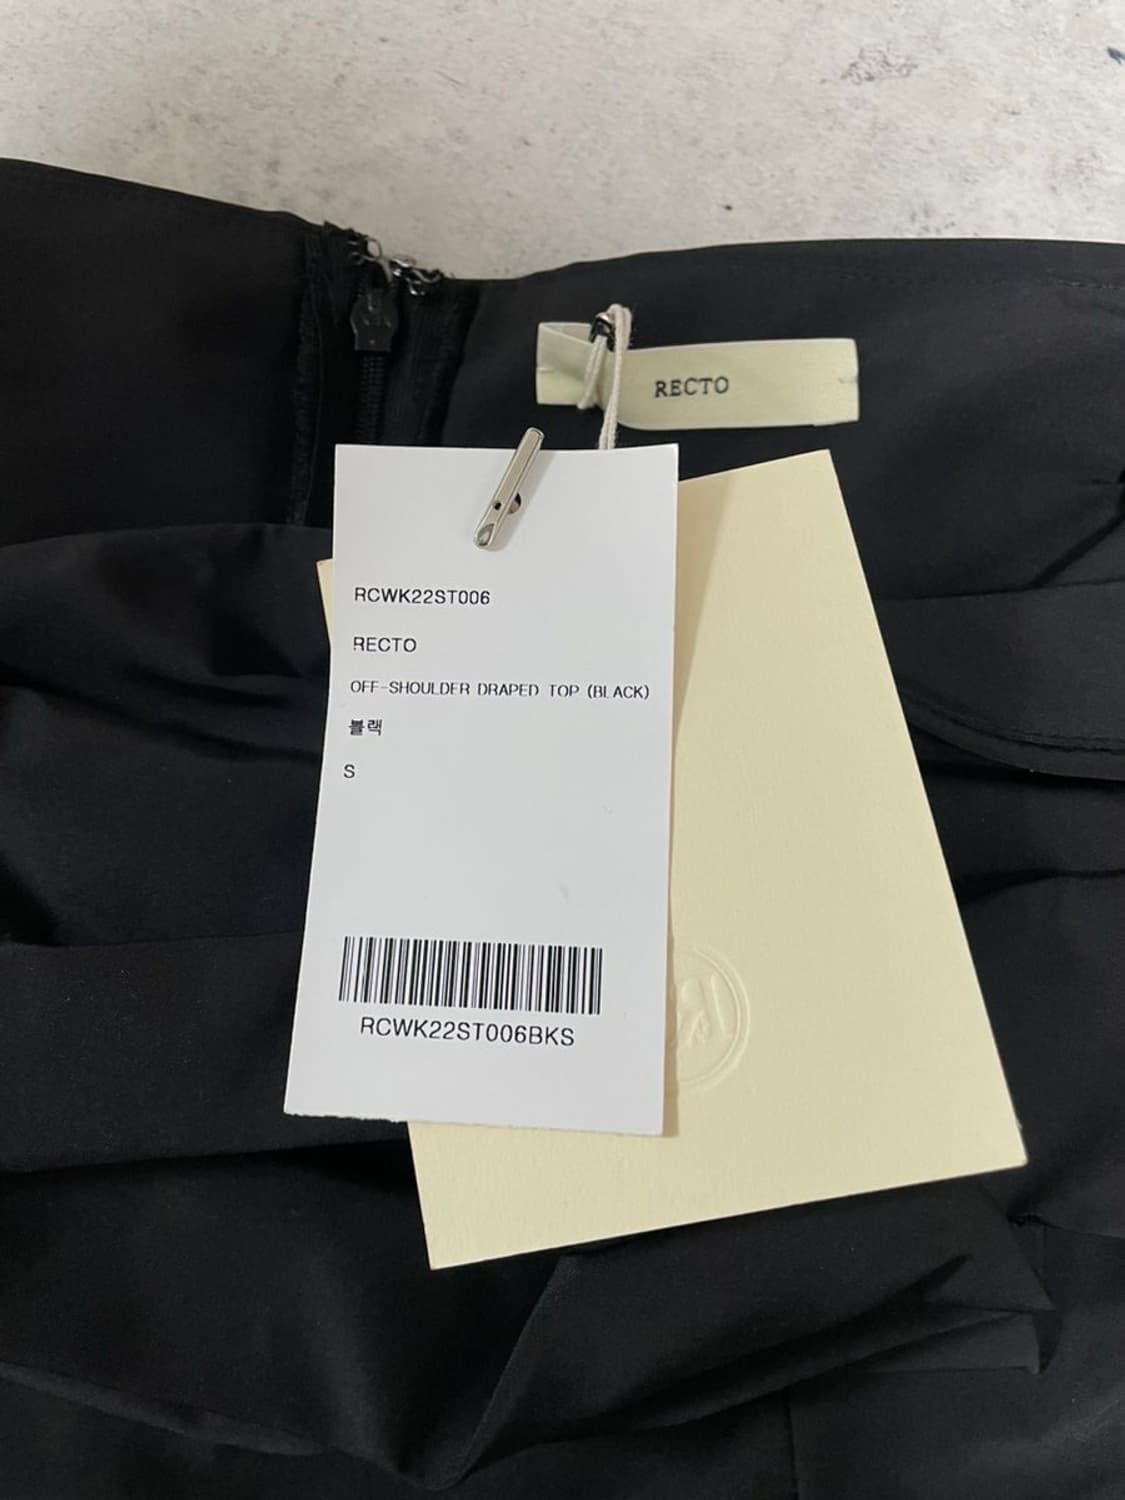 RECTO
RCWK22ST006
RECTO
OFF-SHOULDER DRAPED TOP (BLACK)
블랙
S
RCWK22ST006BKS